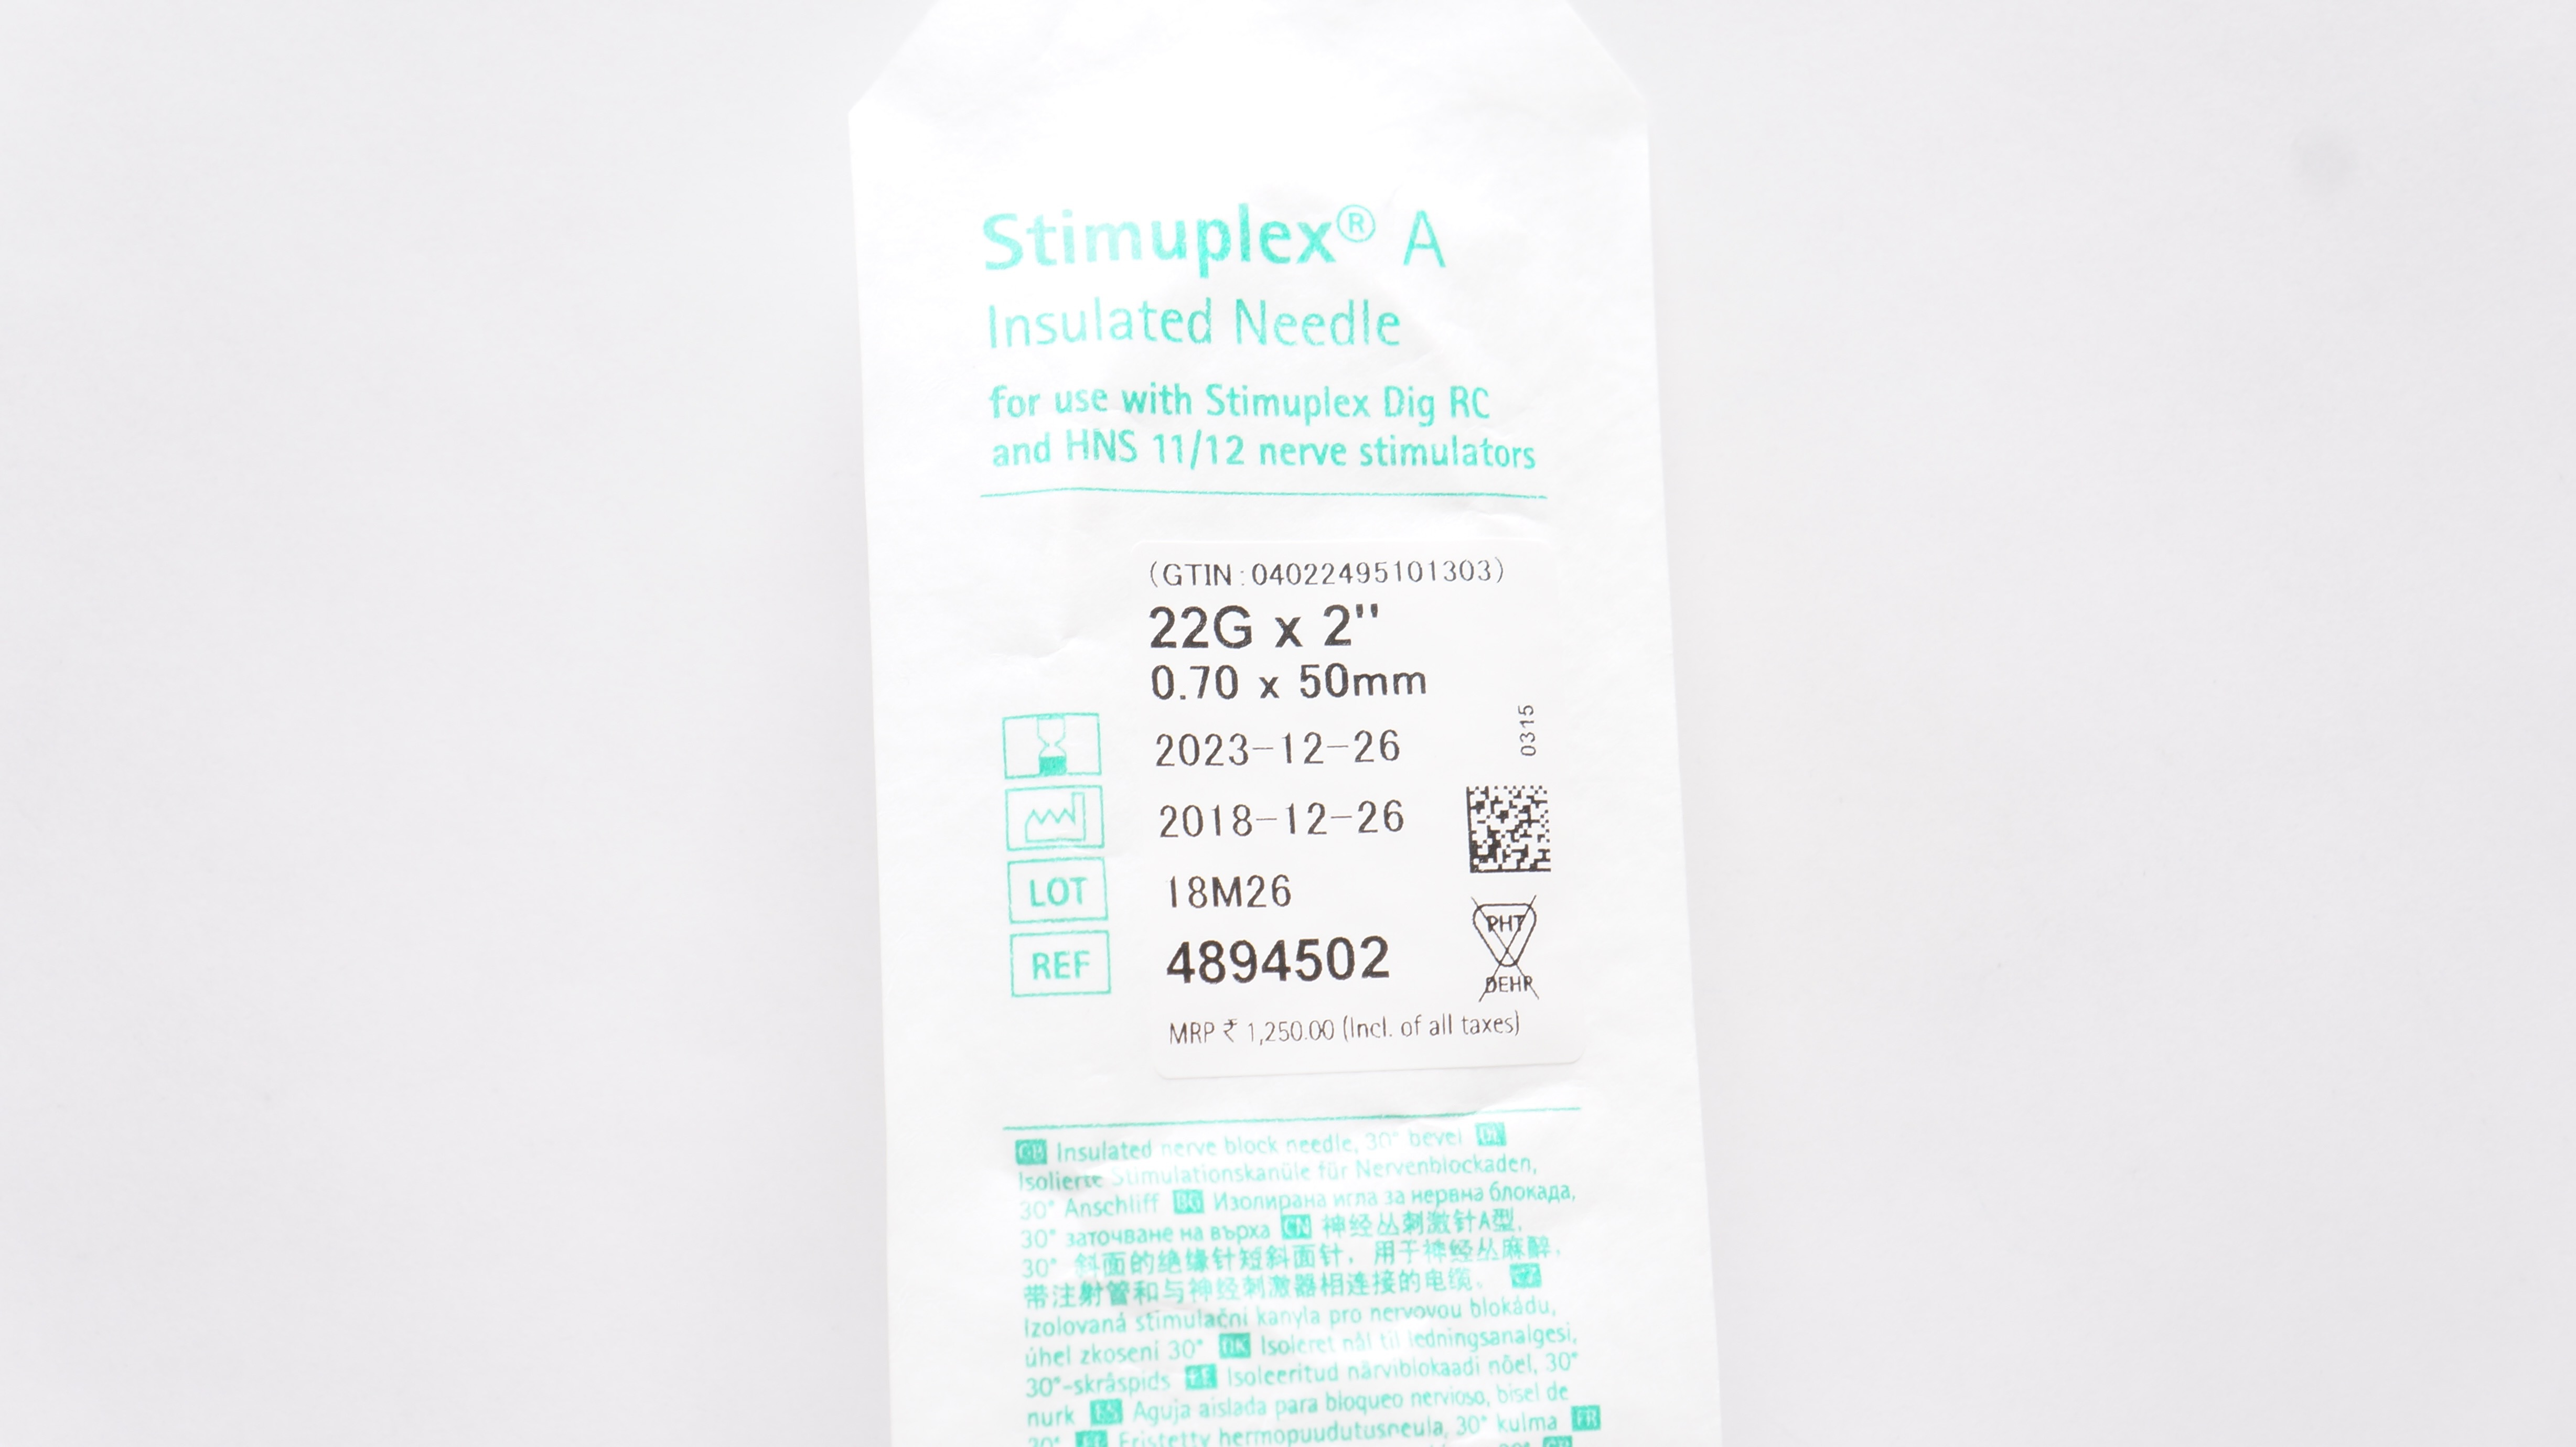 Stimuplex® A
Insulated Needle
for use with Stimuplex Dig RC
and HNS 11/12 nerve stimulators
(GTIN:04022495101303)
22G x 2''
0.70 x 50mm
0315
2023-12-26
2018-12-26
LOT 18M26
PHT
DEHP
REF 4894502
MRP ₹ 1,250.00 (Incl. of all taxes)
GB Insulated nerve block needle, 30° bevel
Isolierte Stimulationskanüle für Nervenblockaden,
30° Anschliff BG Изолирана игла за нервна блокада,
30° заточване на върха CN 神经丛刺激针A型,
30° 斜面的绝缘针短斜面针,用于神经丛麻醉,
带注射管和与神经刺激器相连接的电缆。 CZ
Izolovaná stimulační kanyla pro nervovou blokádu,
úhel zkosení 30° DK Isoleret nål til ledningsanalgesi,
30°-skråspids EE Isoleeritud närviblokaadi nõel, 30°
nurk ES Aguja aislada para bloqueo nervioso, bisel de
30° FI Eristetty hermopuudutusneula, 30° kulma FR